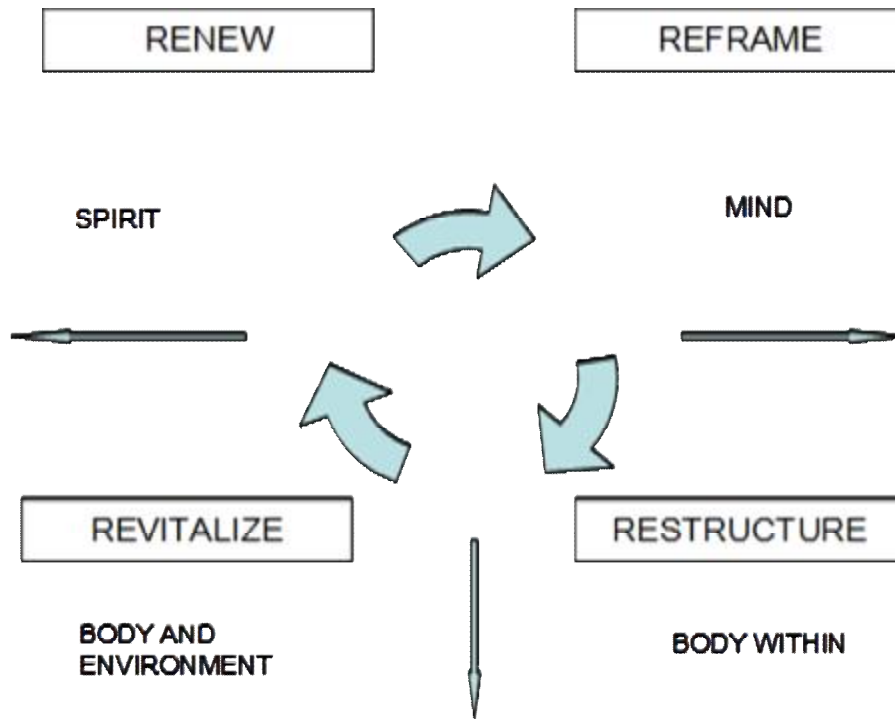 RENEW
REFRAME
SPIRIT
MIND
REVITALIZE
RESTRUCTURE
BODY AND
ENVIRONMENT
BODY WITHIN